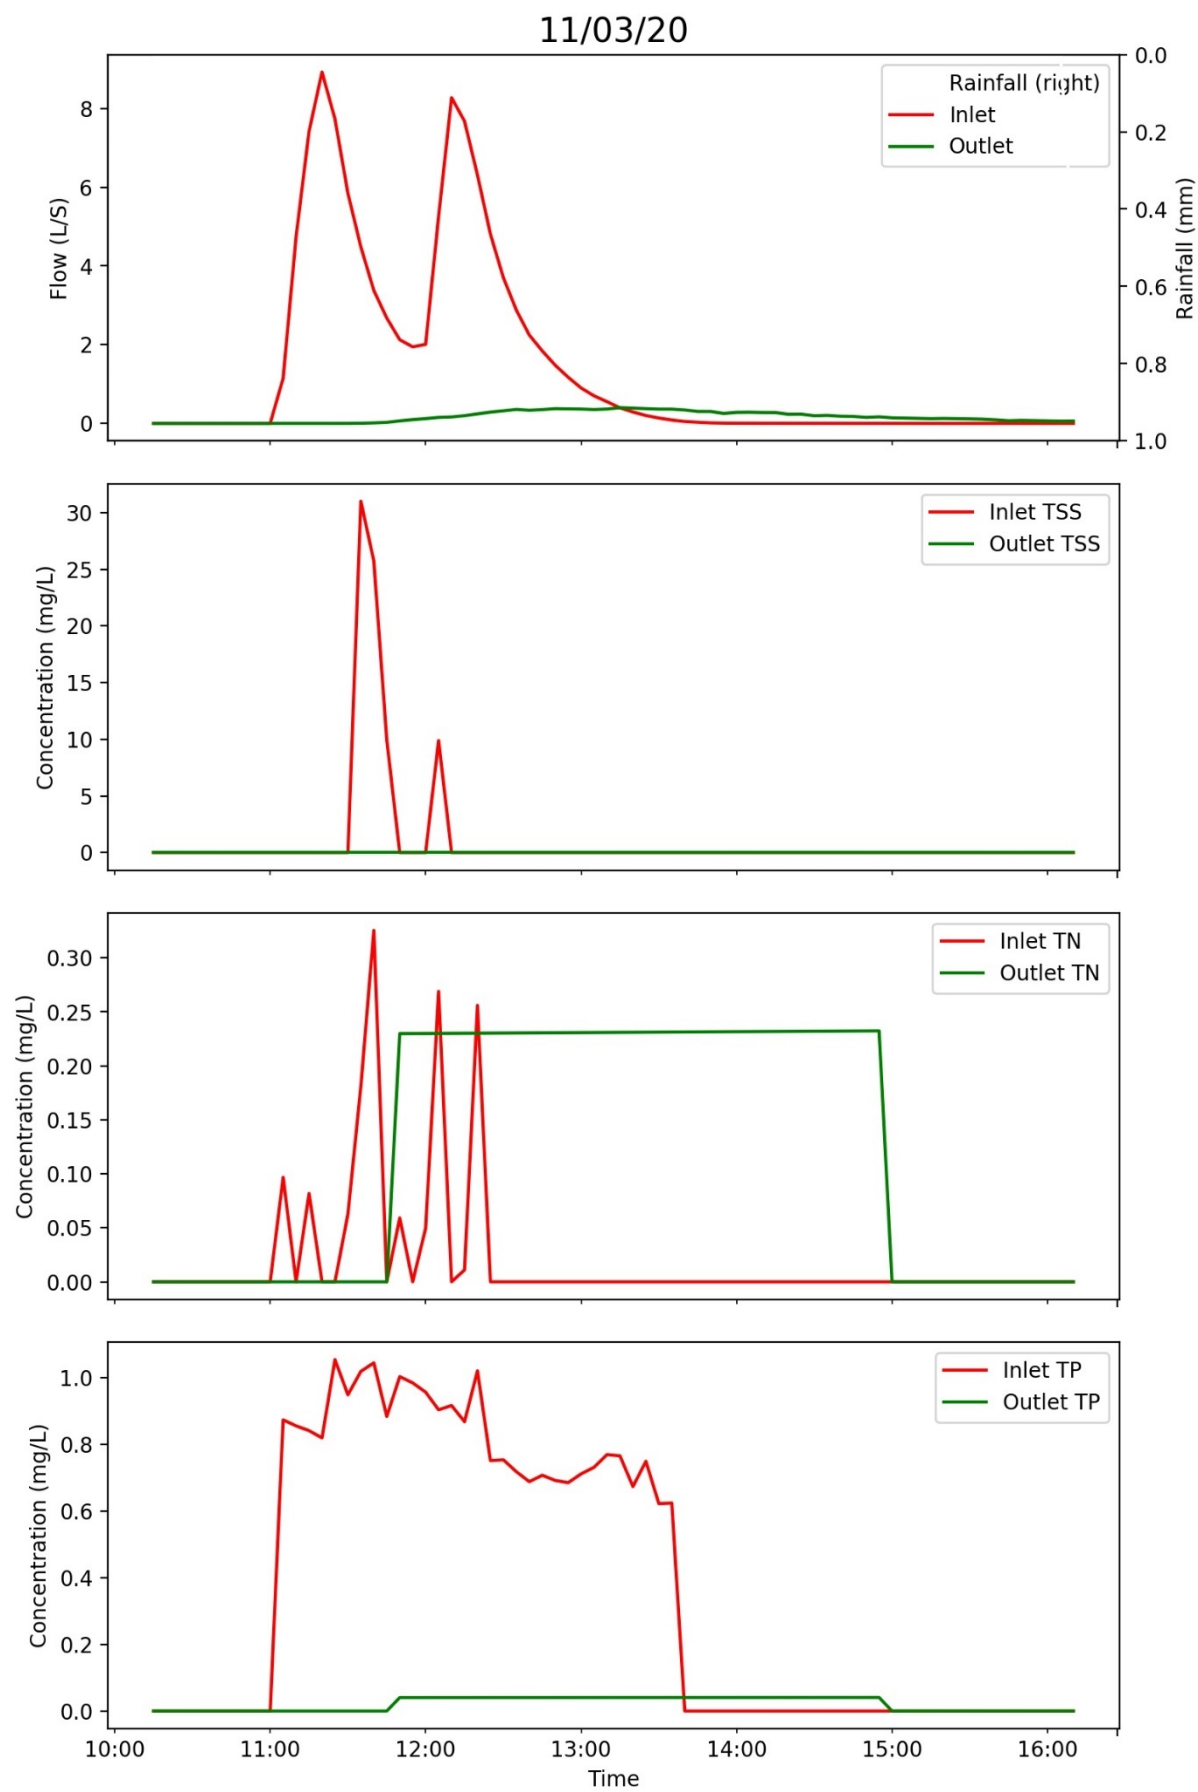 11/03/20
8
6
4
2
0
Flow (L/S)
0.0
0.2
0.4
0.6
0.8
1.0
Rainfall (mm)
Rainfall (right)
Inlet
Outlet
30
25
20
15
10
5
0
Concentration (mg/L)
Inlet TSS
Outlet TSS
0.30
0.25
0.20
0.15
0.10
0.05
0.00
Concentration (mg/L)
Inlet TN
Outlet TN
1.0
0.8
0.6
0.4
0.2
0.0
Concentration (mg/L)
Inlet TP
Outlet TP
10:00 11:00 12:00 13:00 14:00 15:00 16:00
Time